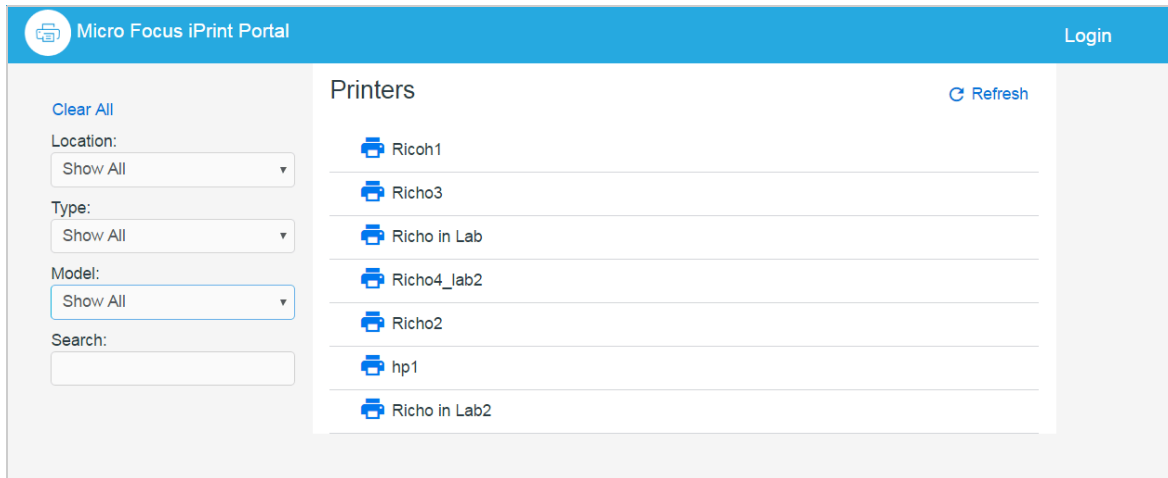 Micro Focus iPrint Portal
Login
Clear All
Location:
Show All
Type:
Show All
Model:
Show All
Search:
Printers
Refresh
Ricoh1
Richo3
Richo in Lab
Richo4_lab2
Richo2
hp1
Richo in Lab2